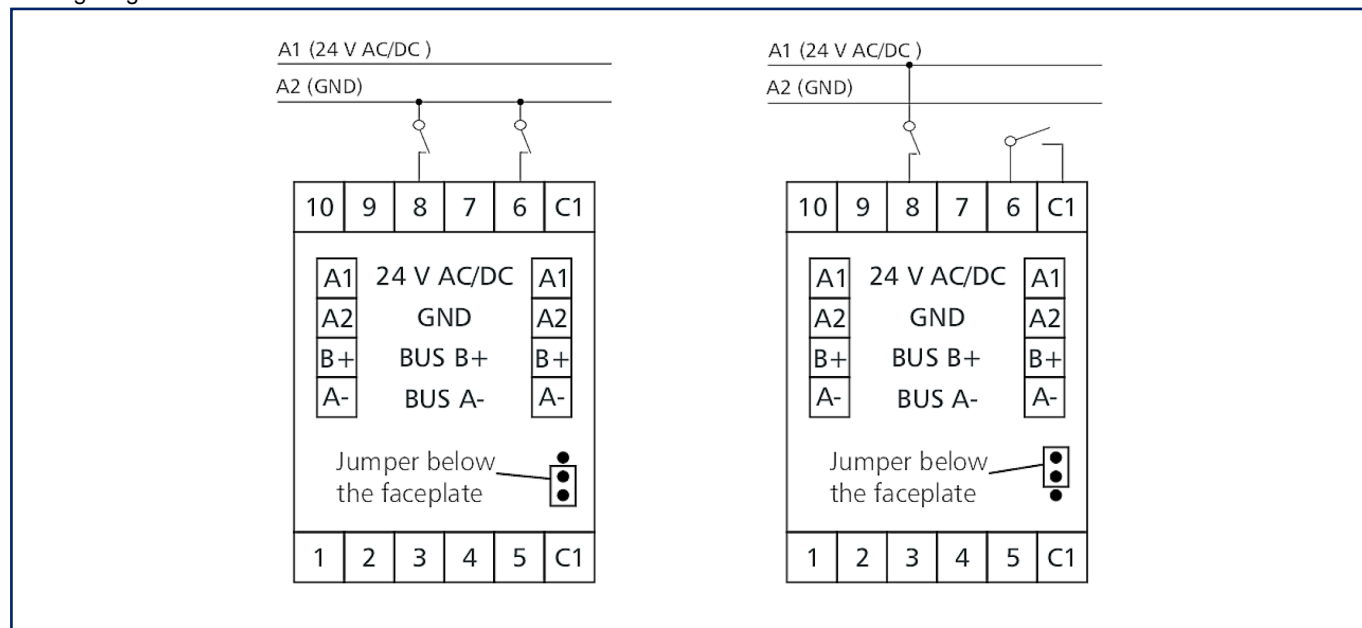 A1 (24 V AC/DC )
A2 (GND)
10 9 8 7 6 C1
A1 24 V AC/DC A1
A2 GND A2
B+ BUS B+ B+
A- BUS A- A-
Jumper below
the faceplate
1 2 3 4 5 C1
A1 (24 V AC/DC )
A2 (GND)
10 9 8 7 6 C1
A1 24 V AC/DC A1
A2 GND A2
B+ BUS B+ B+
A- BUS A- A-
Jumper below
the faceplate
1 2 3 4 5 C1